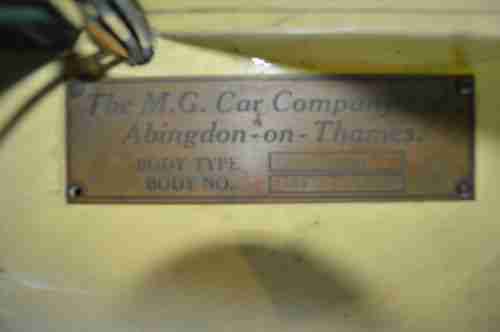 The M.G. Car Company
Abingdon-on-Thames.
BODY TYPE
BODY NO.